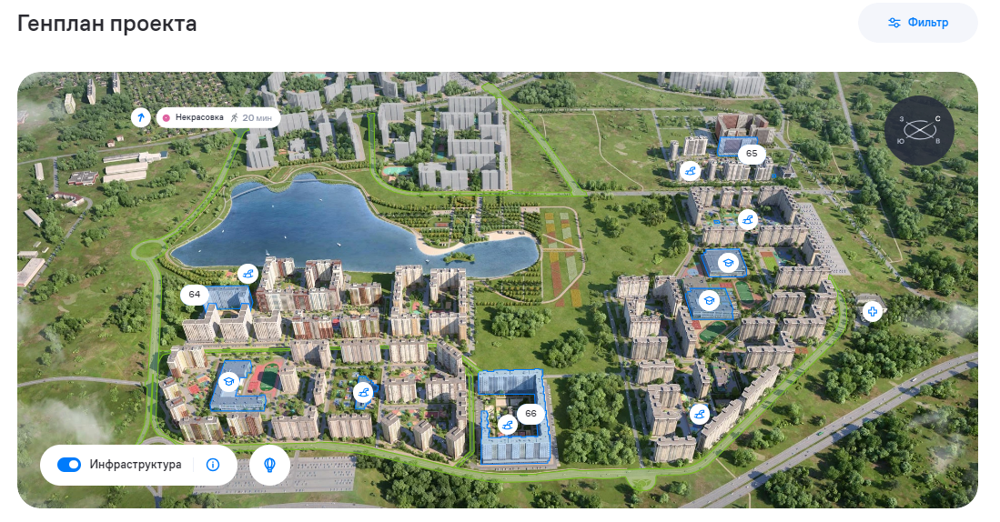 Генплан проекта
Фильтр
Некрасовка 20 мин
З С
Ю В
65
64
66
Инфраструктура